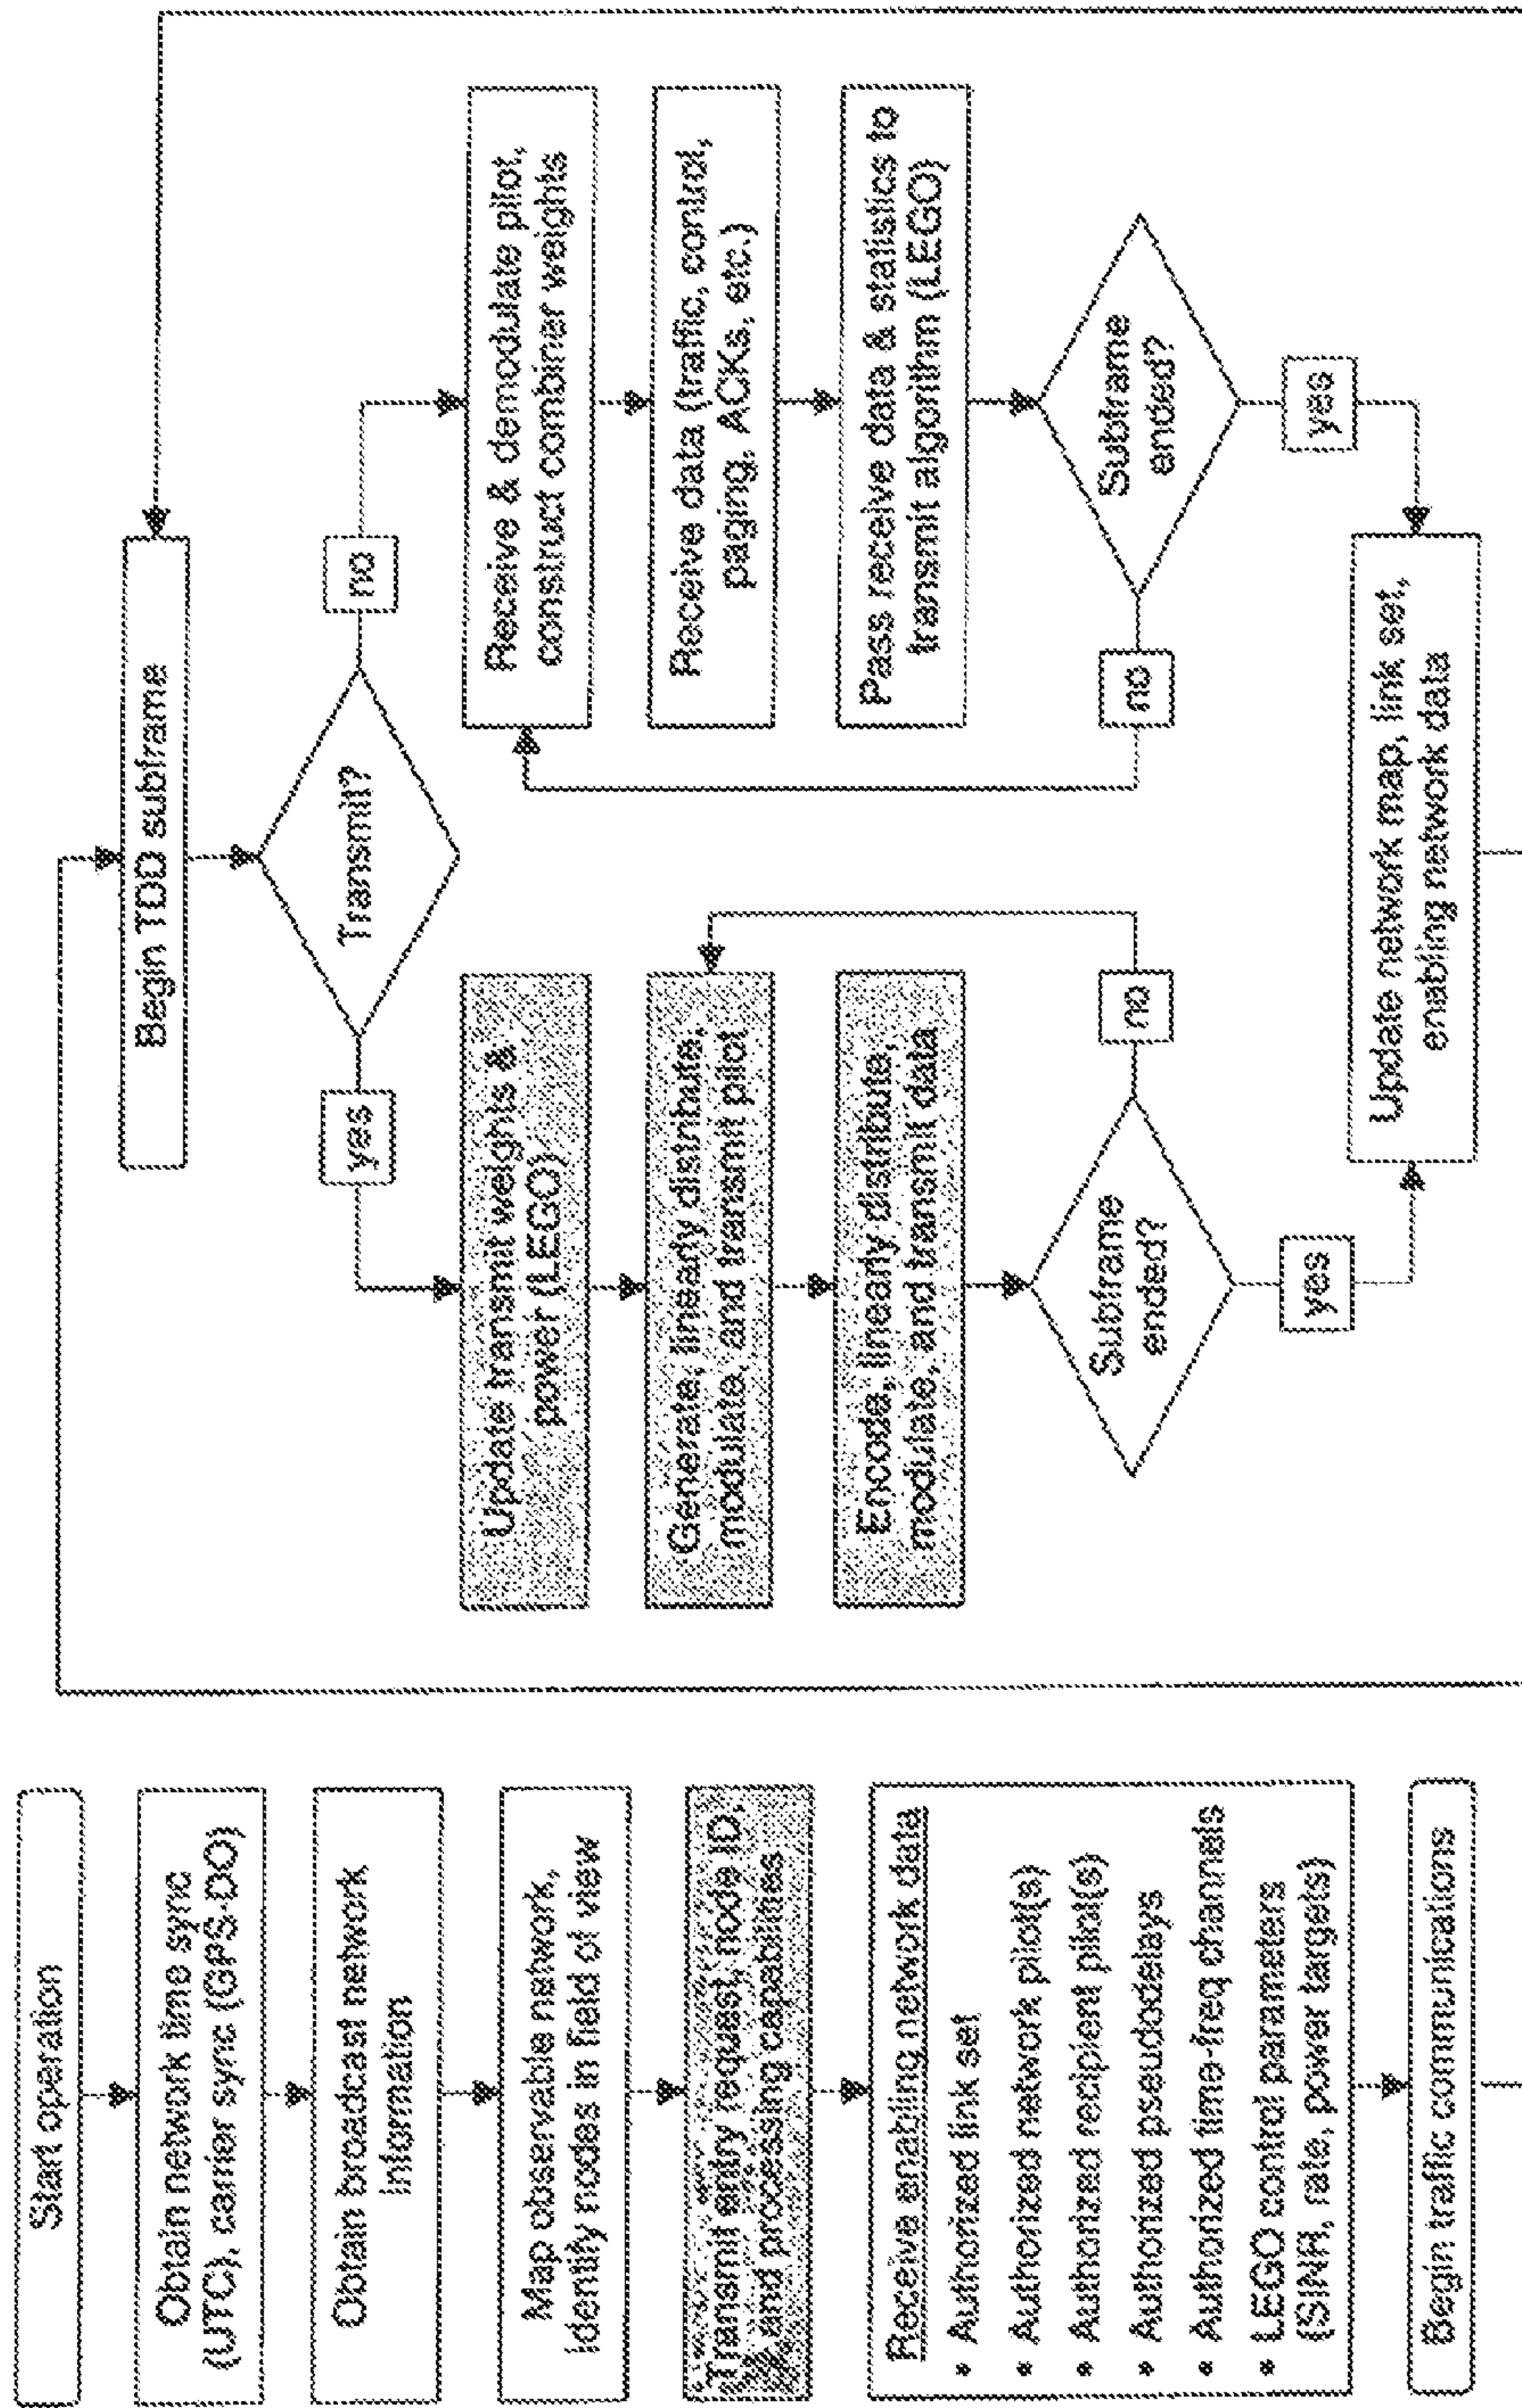 Start operation
Obtain network time sync
(UTC), carrier sync (GPS-DO)
Obtain broadcast network
information
Map observable network,
identify nodes in field of view
Transmit entry request, node ID,
and processing capabilities
Receive enabling network data
• Authorized link set
• Authorized network pilot(s)
• Authorized recipient pilot(s)
• Authorized pseudodelays
• Authorized time-freq channels
• LEGO control parameters
(SINR, rate, power targets)
Begin traffic communications
Begin TDD subframe
Transmit?
yes
no
Update transmit weights &
power (LEGO)
Generate, linearly distribute,
modulate, and transmit pilot
Encode, linearly distribute,
modulate, and transmit data
Subframe
ended?
no
yes
Receive & demodulate pilot,
construct combiner weights
Receive data (traffic, control,
paging, ACKs, etc.)
Pass receive data & statistics to
transmit algorithm (LEGO)
Subframe
ended?
no
yes
Update network map, link set,
enabling network data